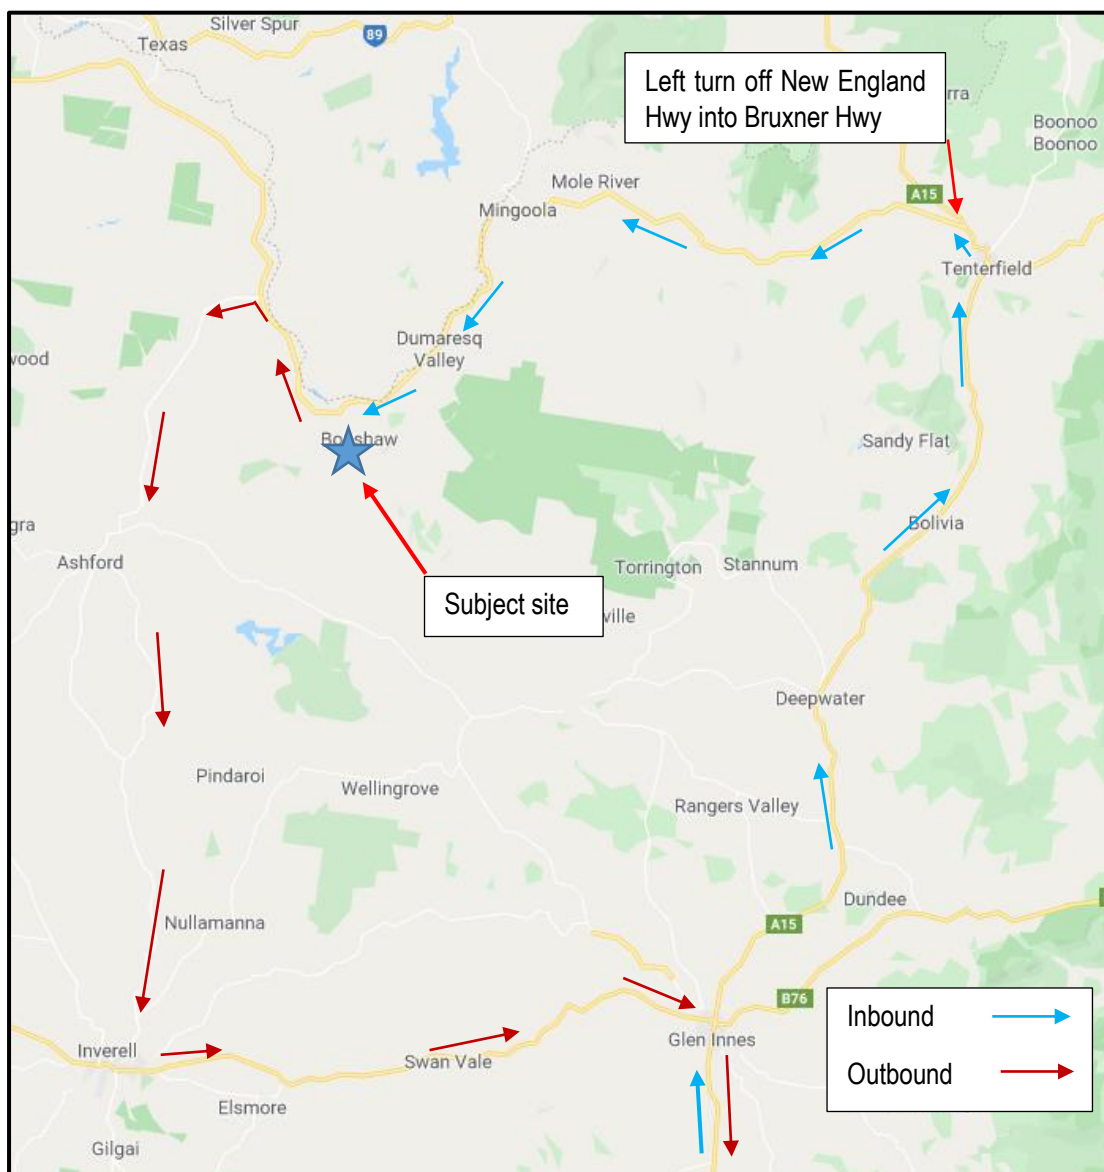 Silver Spur
Texas
89
Left turn off New England
Hwy into Bruxner Hwy
rra
Boonoo
Boonoo
Mole River
A15
Mingoola
Tenterfield
Dumaresq
Valley
wood
Bonshaw
Sandy Flat
gra
Bolivia
Ashford
Torrington
Stannum
Subject site
ville
Deepwater
Pindaroi
Wellingrove
Rangers Valley
Dundee
Nullamanna
A15
B76
Inbound
Glen Innes
Inverell
Swan Vale
Outbound
Elsmore
Gilgai